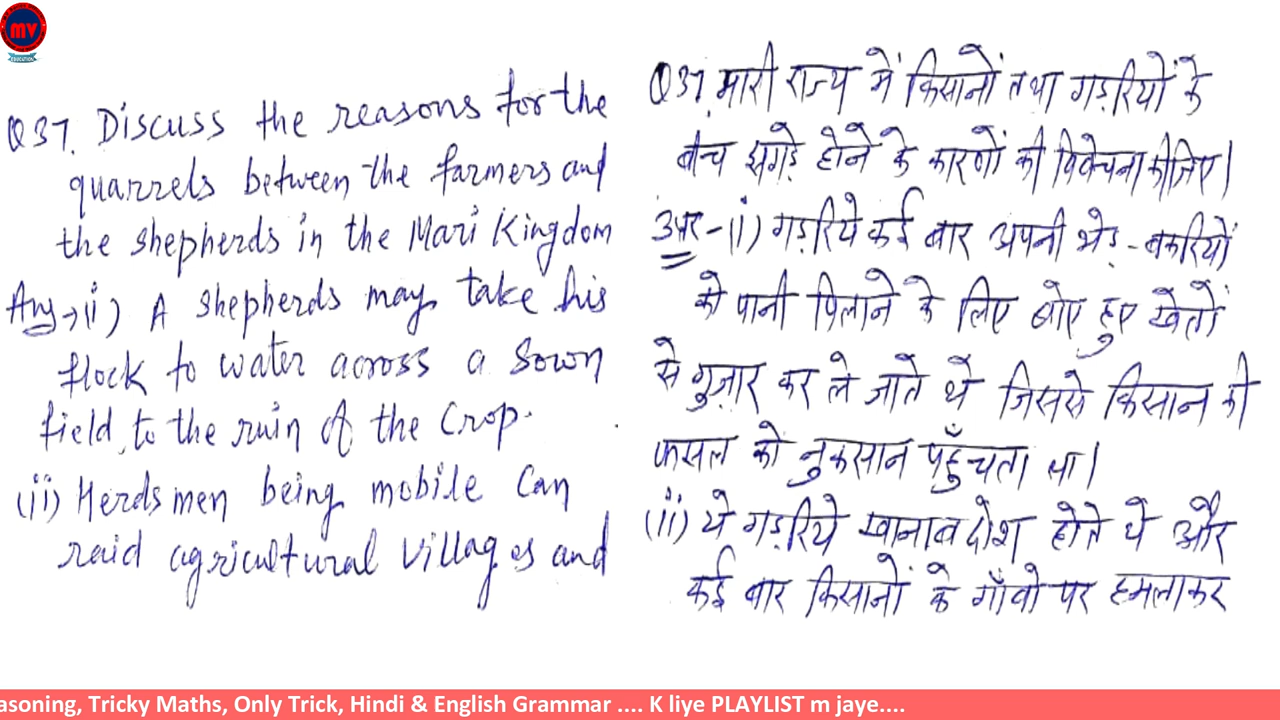 mv
EDUCATION
Q37. Discuss the reasons for the
quarrels between the farmers and
the shepherds in the Mari Kingdom
Ans→(i) A shepherds may take his
flock to water across a sown
field, to the ruin of the Crop.
(ii) Herdsmen being mobile Can
raid agricultural villages and
Q37. मारी राज्य में किसानों तथा गड़रियों के
बीच झगड़े होने के कारणों की विवेचना कीजिए।
उत्तर-(i) गड़रिये कई बार अपनी भेड़-बकरियों
को पानी पिलाने के लिए बोए हुए खेतों
से गुज़ार कर ले जाते थे जिससे किसान की
फसल को नुकसान पहुँचता था।
(ii) ये गड़रिये खानाबदोश होते थे और
कई बार किसानों के गाँवो पर हमलाकर
asoning, Tricky Maths, Only Trick, Hindi & English Grammar .... K liye PLAYLIST m jaye....